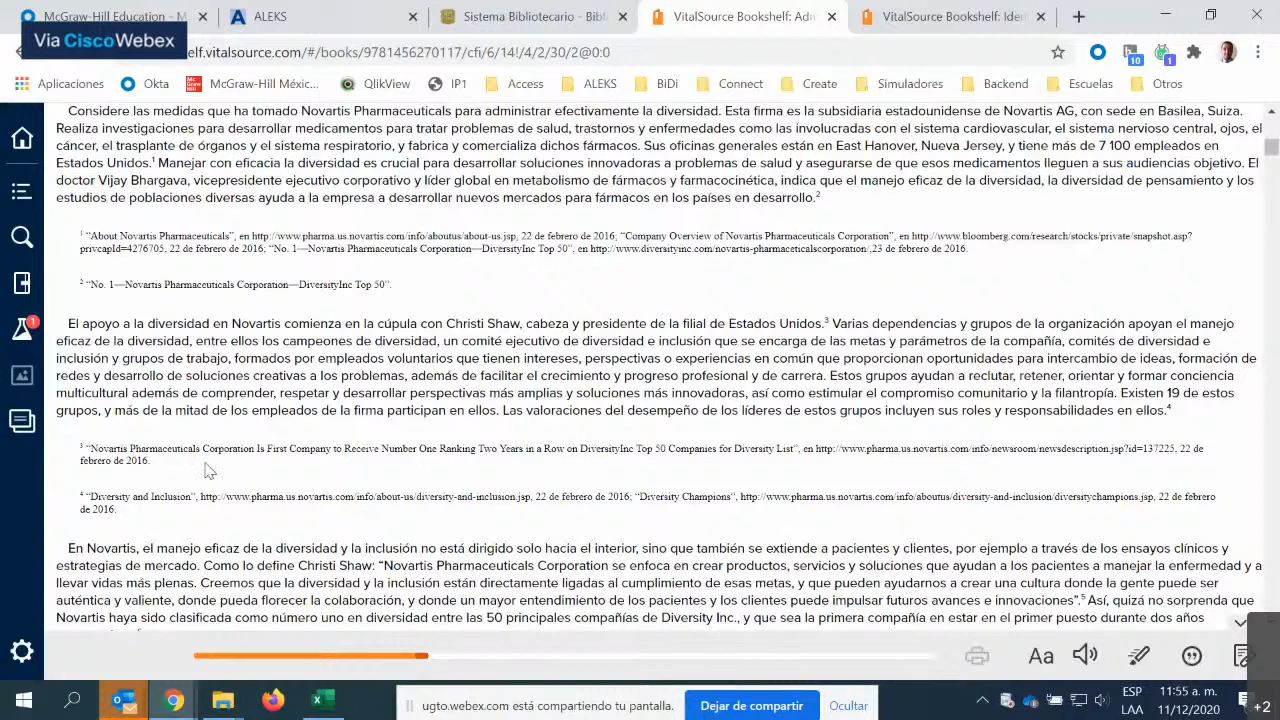 McGraw-Hill Education - M
ALEKS
Sistema Bibliotecario - Bibl
VitalSource Bookshelf: Adm
VitalSource Bookshelf: Iden
Via CiscoWebex
elf.vitalsource.com/#/books/9781456270117/cfi/6/14!/4/2/30/2@0:0
10
1
Aplicaciones
Okta
McGraw-Hill Méxic...
QlikView
IP1
Access
ALEKS
BiDi
Connect
Create
Simuladores
Backend
Escuelas
Otros
Considere las medidas que ha tomado Novartis Pharmaceuticals para administrar efectivamente la diversidad. Esta firma es la subsidiaria estadounidense de Novartis AG, con sede en Basilea, Suiza.
Realiza investigaciones para desarrollar medicamentos para tratar problemas de salud, trastornos y enfermedades como las involucradas con el sistema cardiovascular, el sistema nervioso central, ojos, el
cáncer, el trasplante de órganos y el sistema respiratorio, y fabrica y comercializa dichos fármacos. Sus oficinas generales están en East Hanover, Nueva Jersey, y tiene más de 7 100 empleados en
Estados Unidos.1 Manejar con eficacia la diversidad es crucial para desarrollar soluciones innovadoras a problemas de salud y asegurarse de que esos medicamentos lleguen a sus audiencias objetivo. El
doctor Vijay Bhargava, vicepresidente ejecutivo corporativo y líder global en metabolismo de fármacos y farmacocinética, indica que el manejo eficaz de la diversidad, la diversidad de pensamiento y los
estudios de poblaciones diversas ayuda a la empresa a desarrollar nuevos mercados para fármacos en los países en desarrollo.2
1 “About Novartis Pharmaceuticals”, en http://www.pharma.us.novartis.com/info/aboutus/about-us.jsp, 22 de febrero de 2016; “Company Overview of Novartis Pharmaceuticals Corporation”, en http://www.bloomberg.com/research/stocks/private/snapshot.asp?
privcapId=4276705, 22 de febrero de 2016; “No. 1—Novartis Pharmaceuticals Corporation—DiversityInc Top 50”, en http://www.diversityinc.com/novartis-pharmaceticalscorporation/,23 de febrero de 2016.
2 “No. 1—Novartis Pharmaceuticals Corporation—DiversityInc Top 50”.
El apoyo a la diversidad en Novartis comienza en la cúpula con Christi Shaw, cabeza y presidente de la filial de Estados Unidos.3 Varias dependencias y grupos de la organización apoyan el manejo
eficaz de la diversidad, entre ellos los campeones de diversidad, un comité ejecutivo de diversidad e inclusión que se encarga de las metas y parámetros de la compañía, comités de diversidad e
inclusión y grupos de trabajo, formados por empleados voluntarios que tienen intereses, perspectivas o experiencias en común que proporcionan oportunidades para intercambio de ideas, formación de
redes y desarrollo de soluciones creativas a los problemas, además de facilitar el crecimiento y progreso profesional y de carrera. Estos grupos ayudan a reclutar, retener, orientar y formar conciencia
multicultural además de comprender, respetar y desarrollar perspectivas más amplias y soluciones más innovadoras, así como estimular el compromiso comunitario y la filantropía. Existen 19 de estos
grupos, y más de la mitad de los empleados de la firma participan en ellos. Las valoraciones del desempeño de los líderes de estos grupos incluyen sus roles y responsabilidades en ellos.4
3 “Novartis Pharmaceuticals Corporation Is First Company to Receive Number One Ranking Two Years in a Row on DiversityInc Top 50 Companies for Diversity List”, en http://www.pharma.us.novartis.com/info/newsroom/newsdescription.jsp?id=137225, 22 de
febrero de 2016.
4 “Diversity and Inclusion”, http://www.pharma.us.novartis.com/info/about-us/diversity-and-inclusion.jsp, 22 de febrero de 2016; “Diversity Champions”, http://www.pharma.us.novartis.com/info/aboutus/diversity-and-inclusion/diversitychampions.jsp, 22 de febrero
de 2016.
En Novartis, el manejo eficaz de la diversidad y la inclusión no está dirigido solo hacia el interior, sino que también se extiende a pacientes y clientes, por ejemplo a través de los ensayos clínicos y
estrategias de mercado. Como lo define Christi Shaw: “Novartis Pharmaceuticals Corporation se enfoca en crear productos, servicios y soluciones que ayudan a los pacientes a manejar la enfermedad y a
llevar vidas más plenas. Creemos que la diversidad y la inclusión están directamente ligadas al cumplimiento de esas metas, y que pueden ayudarnos a crear una cultura donde la gente puede ser
auténtica y valiente, donde pueda florecer la colaboración, y donde un mayor entendimiento de los pacientes y los clientes puede impulsar futuros avances e innovaciones”.5 Así, quizá no sorprenda que
Novartis haya sido clasificada como número uno en diversidad entre las 50 principales compañías de Diversity Inc., y que sea la primera compañía en estar en el primer puesto durante dos años
1
Aa
ugto.webex.com está compartiendo tu pantalla.
Dejar de compartir
Ocultar
ESP
LAA
11:55 a. m.
11/12/2020
+2